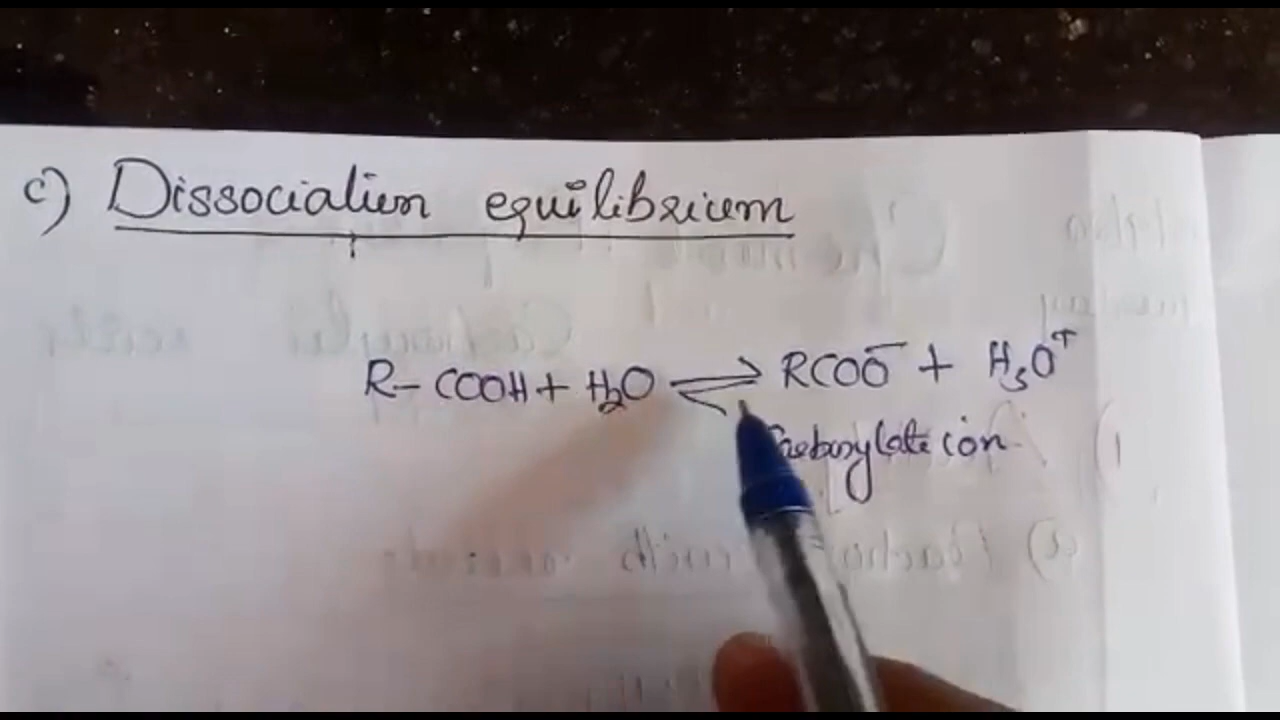 c) Dissociation equilibrium
R- COOH + H₂O ⇌ RCOO⁻ + H₃O⁺
Carboxylate ion